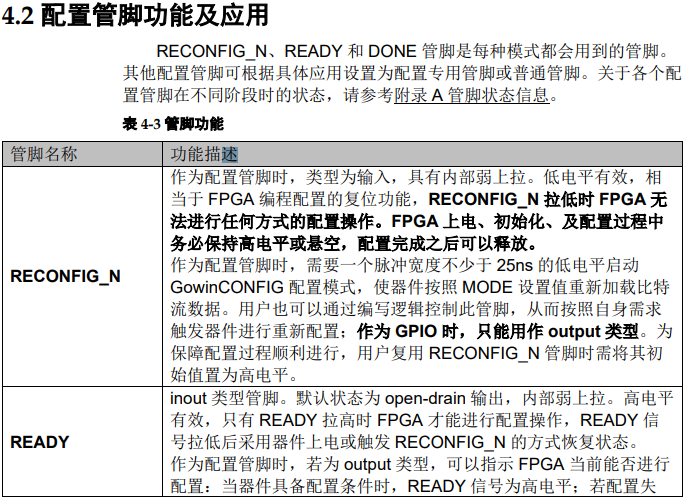 4.2 配置管脚功能及应用
RECONFIG_N、READY 和 DONE 管脚是每种模式都会用到的管脚。
其他配置管脚可根据具体应用设置为配置专用管脚或普通管脚。关于各个配
置管脚在不同阶段时的状态，请参考附录 A 管脚状态信息。
表 4-3 管脚功能
管脚名称 功能描述
RECONFIG_N
作为配置管脚时，类型为输入，具有内部弱上拉。低电平有效，相
当于 FPGA 编程配置的复位功能，RECONFIG_N 拉低时 FPGA 无
法进行任何方式的配置操作。FPGA 上电、初始化、及配置过程中
务必保持高电平或悬空，配置完成之后可以释放。
作为配置管脚时，需要一个脉冲宽度不少于 25ns 的低电平启动
GowinCONFIG 配置模式，使器件按照 MODE 设置值重新加载比特
流数据。用户也可以通过编写逻辑控制此管脚，从而按照自身需求
触发器件进行重新配置；作为 GPIO 时，只能用作 output 类型。为
保障配置过程顺利进行，用户复用 RECONFIG_N 管脚时需将其初
始值置为高电平。
READY
inout 类型管脚。默认状态为 open-drain 输出，内部弱上拉。高电平
有效，只有 READY 拉高时 FPGA 才能进行配置操作，READY 信
号拉低后采用器件上电或触发 RECONFIG_N 的方式恢复状态。
作为配置管脚时，若为 output 类型，可以指示 FPGA 当前能否进行
配置：当器件具备配置条件时，READY 信号为高电平；若配置失